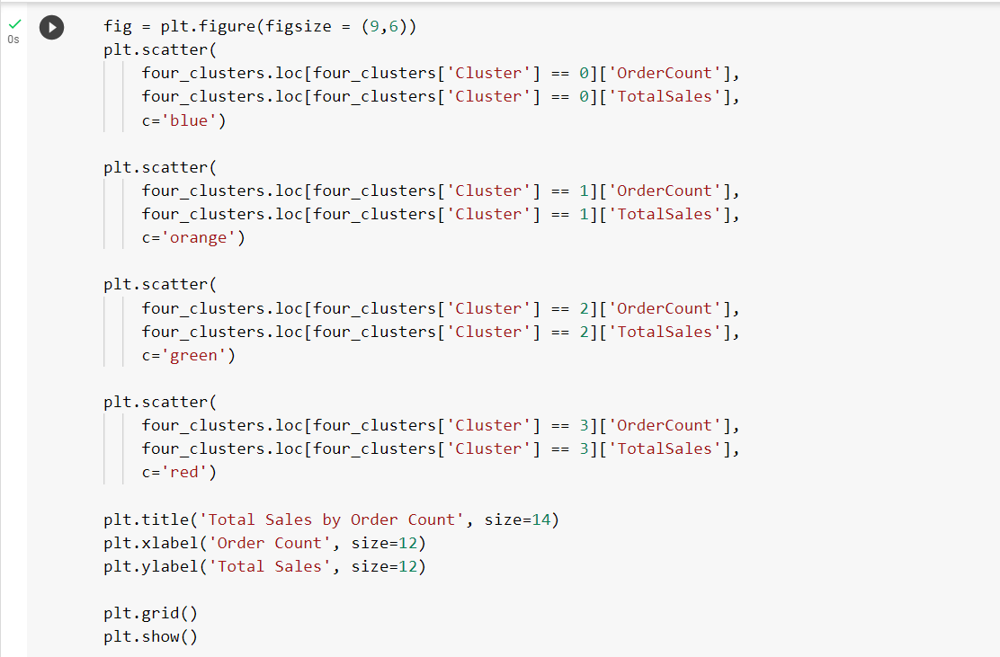 0s
fig = plt.figure(figsize = (9,6))
plt.scatter(
    four_clusters.loc[four_clusters['Cluster'] == 0]['OrderCount'],
    four_clusters.loc[four_clusters['Cluster'] == 0]['TotalSales'],
    c='blue')

plt.scatter(
    four_clusters.loc[four_clusters['Cluster'] == 1]['OrderCount'],
    four_clusters.loc[four_clusters['Cluster'] == 1]['TotalSales'],
    c='orange')

plt.scatter(
    four_clusters.loc[four_clusters['Cluster'] == 2]['OrderCount'],
    four_clusters.loc[four_clusters['Cluster'] == 2]['TotalSales'],
    c='green')

plt.scatter(
    four_clusters.loc[four_clusters['Cluster'] == 3]['OrderCount'],
    four_clusters.loc[four_clusters['Cluster'] == 3]['TotalSales'],
    c='red')

plt.title('Total Sales by Order Count', size=14)
plt.xlabel('Order Count', size=12)
plt.ylabel('Total Sales', size=12)

plt.grid()
plt.show()